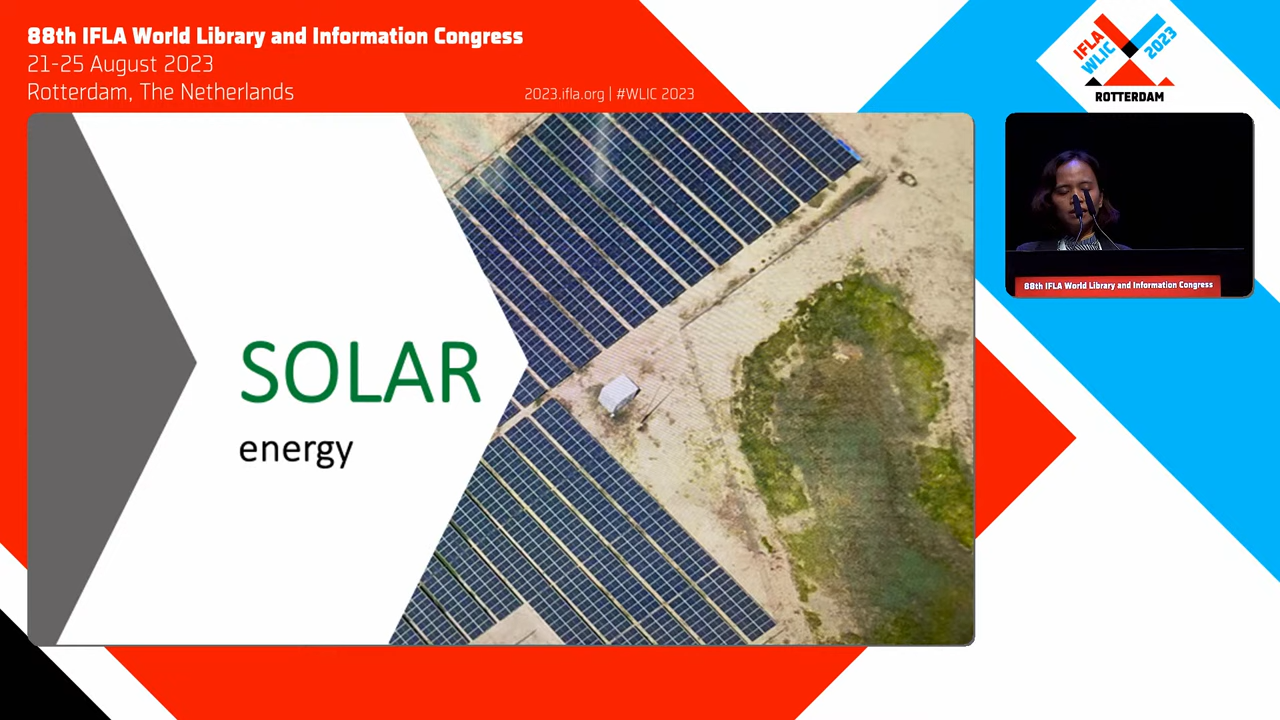 88th IFLA World Library and Information Congress
21-25 August 2023
Rotterdam, The Netherlands
2023.ifla.org | #WLIC 2023
IFLA
WLIC
2023
ROTTERDAM
SOLAR
energy
88th IFLA World Library and Information Congress